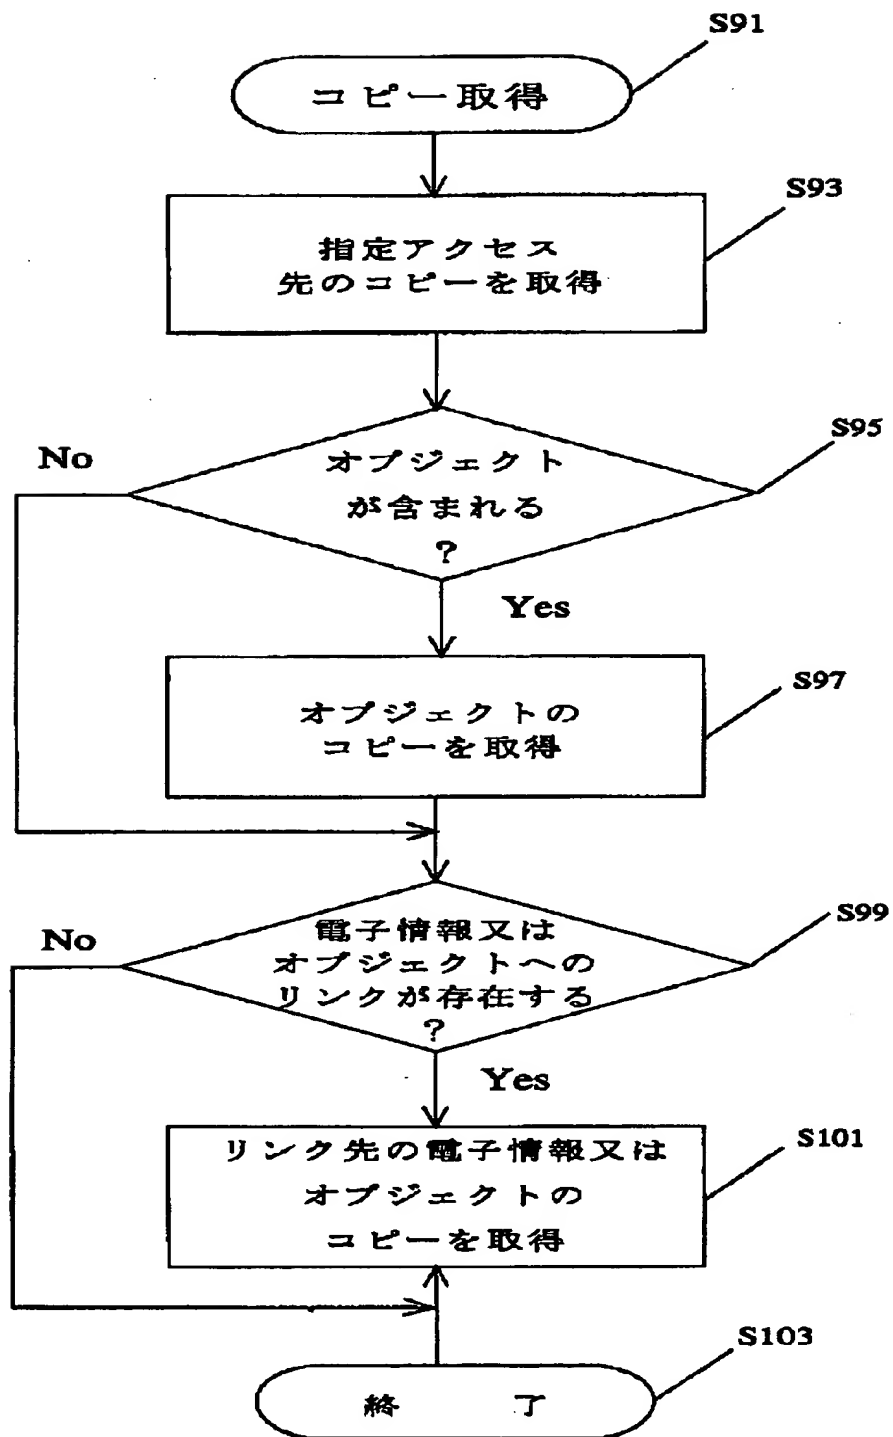 S91
コピー取得
S93
指定アクセス
先のコピーを取得
S95
No
オブジェクト
が含まれる
?
Yes
S97
オブジェクトの
コピーを取得
S99
No
電子情報又は
オブジェクトへの
リンクが存在する
?
Yes
S101
リンク先の電子情報又は
オブジェクトの
コピーを取得
S103
終 了